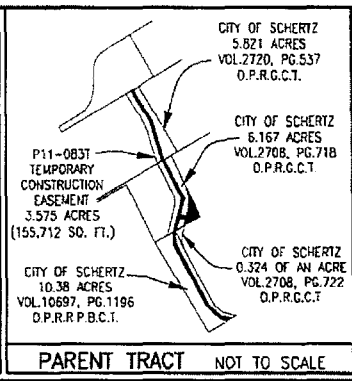 CITY OF SCHERTZ
5.821 ACRES
VOL.2720, PG.537
O.P.R.G.C.T.
CITY OF SCHERTZ
6.167 ACRES
VOL.2708, PG.718
O.P.R.G.C.T.
P11-083T
TEMPORARY
CONSTRUCTION
EASEMENT
3.575 ACRES
(155,712 SQ. FT.)
CITY OF SCHERTZ
0.324 OF AN ACRE
VOL.2708, PG.722
O.P.R.G.C.T
CITY OF SCHERTZ
10.38 ACRES
VOL.10697, PG.1196
O.P.R.R P.B.C.T.
PARENT TRACT NOT TO SCALE